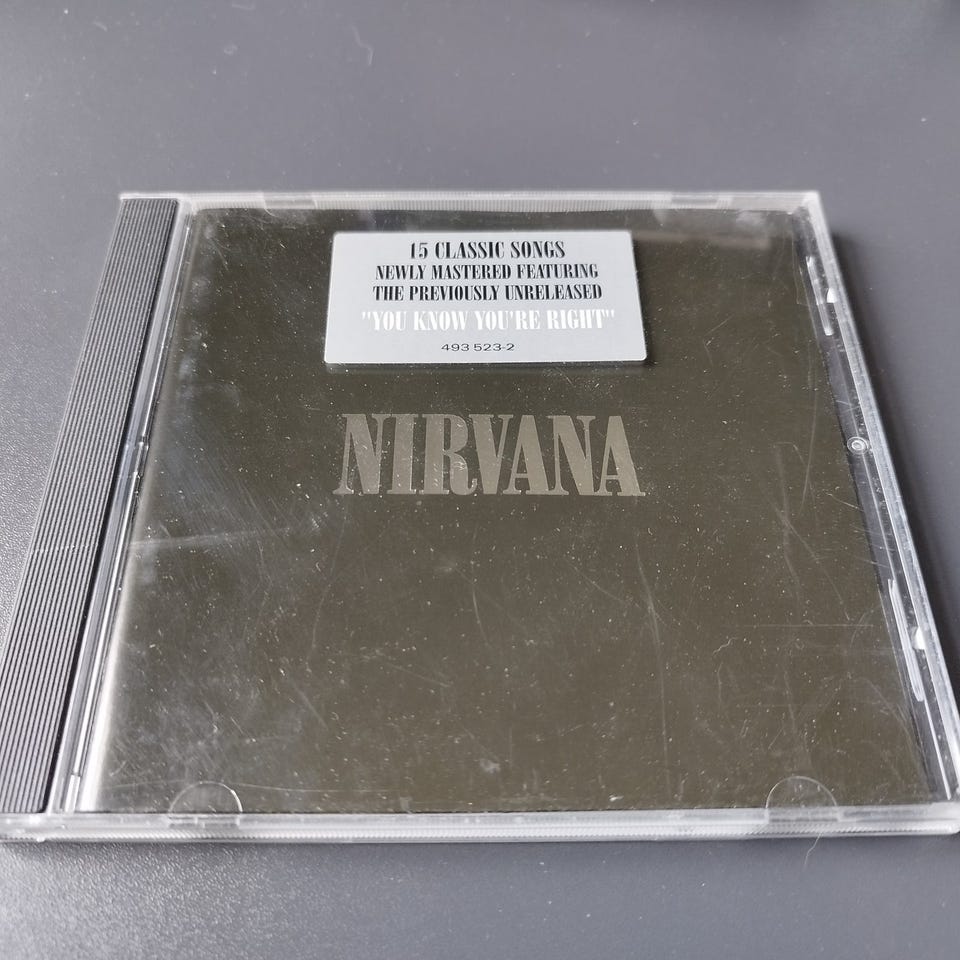 15 CLASSIC SONGS
NEWLY MASTERED FEATURING
THE PREVIOUSLY UNRELEASED
"YOU KNOW YOU'RE RIGHT"
493 523-2
NIRVANA